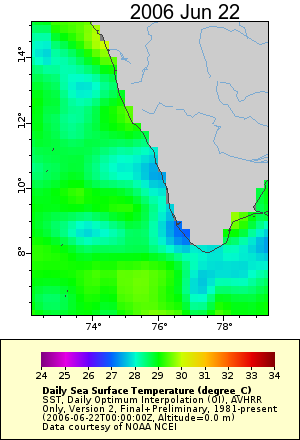 2006 Jun 22
14°
12°
10°
8°
74° 76° 78°
24 25 26 27 28 29 30 31 32 33 34
Daily Sea Surface Temperature (degree_C)
SST, Daily Optimum Interpolation (OI), AVHRR
Only, Version 2, Final+Preliminary, 1981-present
(2006-06-22T00:00:00Z, Altitude=0.0 m)
Data courtesy of NOAA NCEI